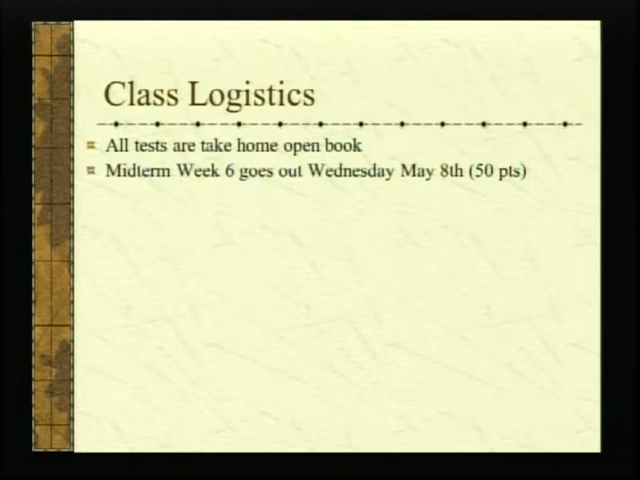 Class Logistics
All tests are take home open book
Midterm Week 6 goes out Wednesday May 8th (50 pts)